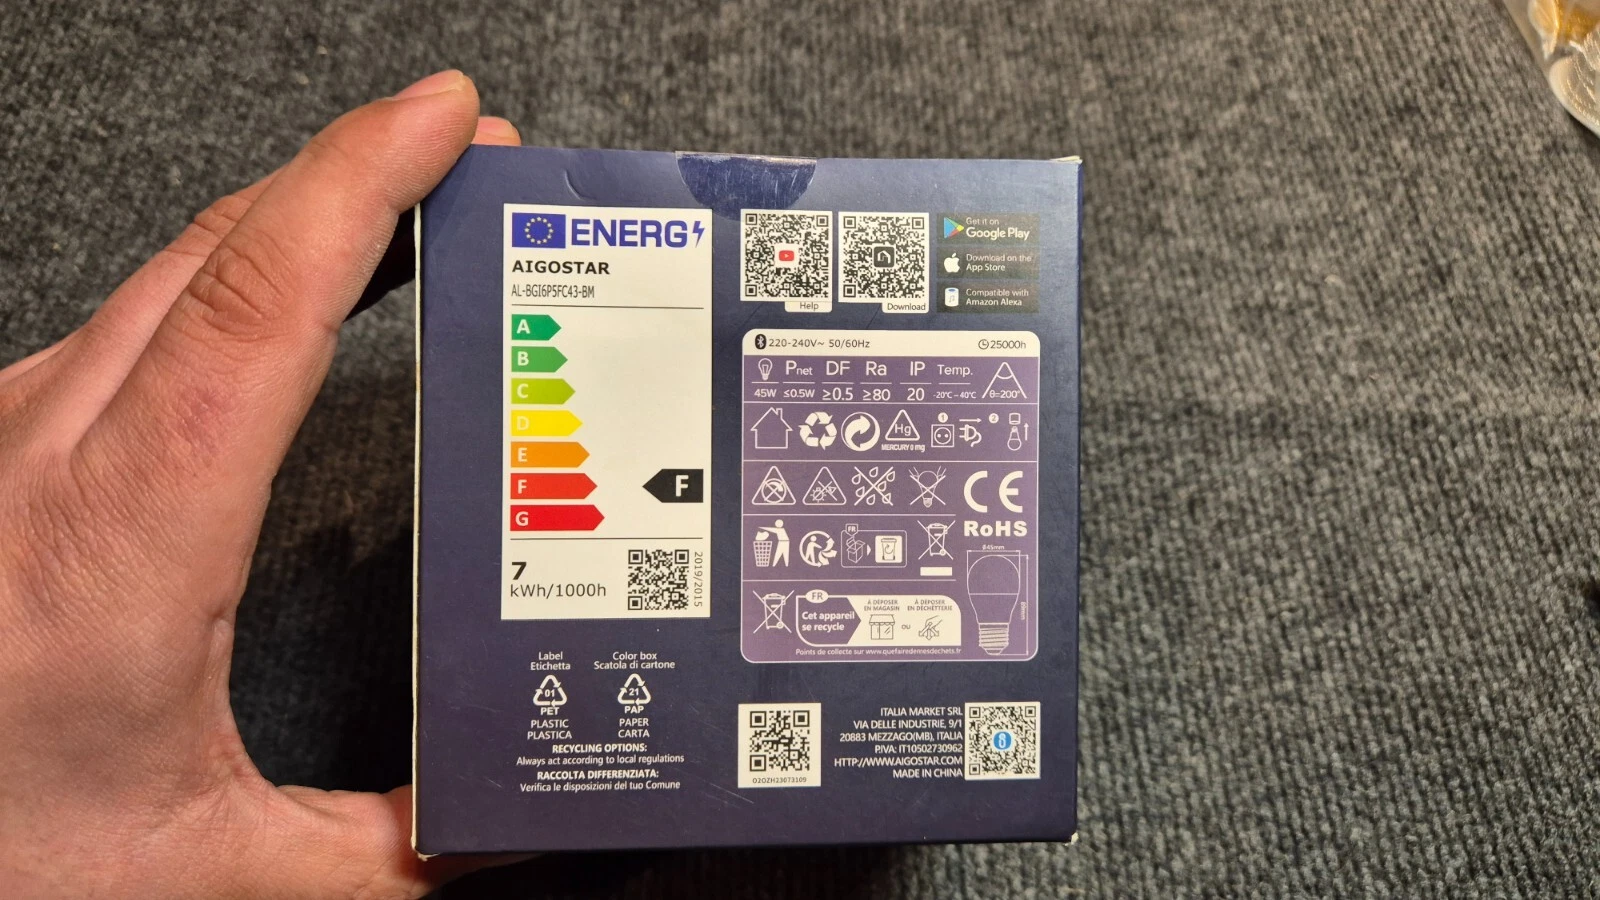 ENERG
AIGOSTAR
AL-BGI6P5FC43-BM
A
B
C
D
E
F
F
G
7
kWh/1000h
2019/2015
Label
Etichetta
Color box
Scatola di cartone
01
PET
PLASTIC
PLASTICA
21
PAP
PAPER
CARTA
RECYCLING OPTIONS:
Always act according to local regulations
RACCOLTA DIFFERENZIATA:
Verifica le disposizioni del tuo Comune
Help
Download
Get it on
Google Play
Download on the
App Store
Compatible with
Amazon Alexa
220-240V~ 50/60Hz
25000h
Pnet DF Ra IP Temp.
45W ≤0.5W ≥0.5 ≥80 20 -20℃~40℃ θ=200°
Hg
MERCURY 0 mg
1
2
CE
RoHS
FR
FR
Cet appareil
se recycle
À DÉPOSER
EN MAGASIN
OU
À DÉPOSER
EN DÉCHÈTTERIE
Points de collecte sur www.quefairedemesdechets.fr
Ø45mm
O2OZH23073109
ITALIA MARKET SRL
VIA DELLE INDUSTRIE, 9/1
20883 MEZZAGO(MB), ITALIA
P.IVA: IT10502730962
HTTP://WWW.AIGOSTAR.COM
MADE IN CHINA